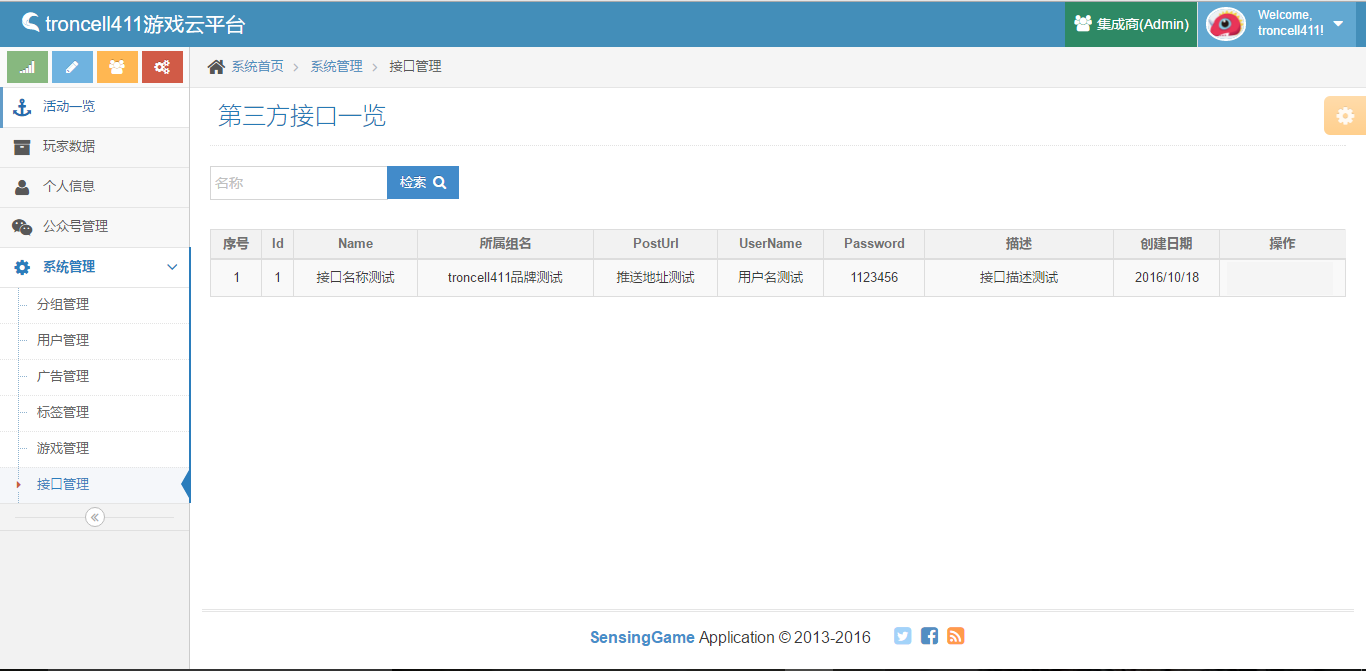 troncell411游戏云平台
集成商(Admin)
Welcome,
troncell411!
系统首页 系统管理 接口管理
活动一览
玩家数据
个人信息
公众号管理
系统管理
分组管理
用户管理
广告管理
标签管理
游戏管理
接口管理
第三方接口一览
名称 检索
序号 Id Name 所属组名 PostUrl UserName Password 描述 创建日期 操作
1 1 接口名称测试 troncell411品牌测试 推送地址测试 用户名测试 1123456 接口描述测试 2016/10/18
SensingGame Application © 2013-2016